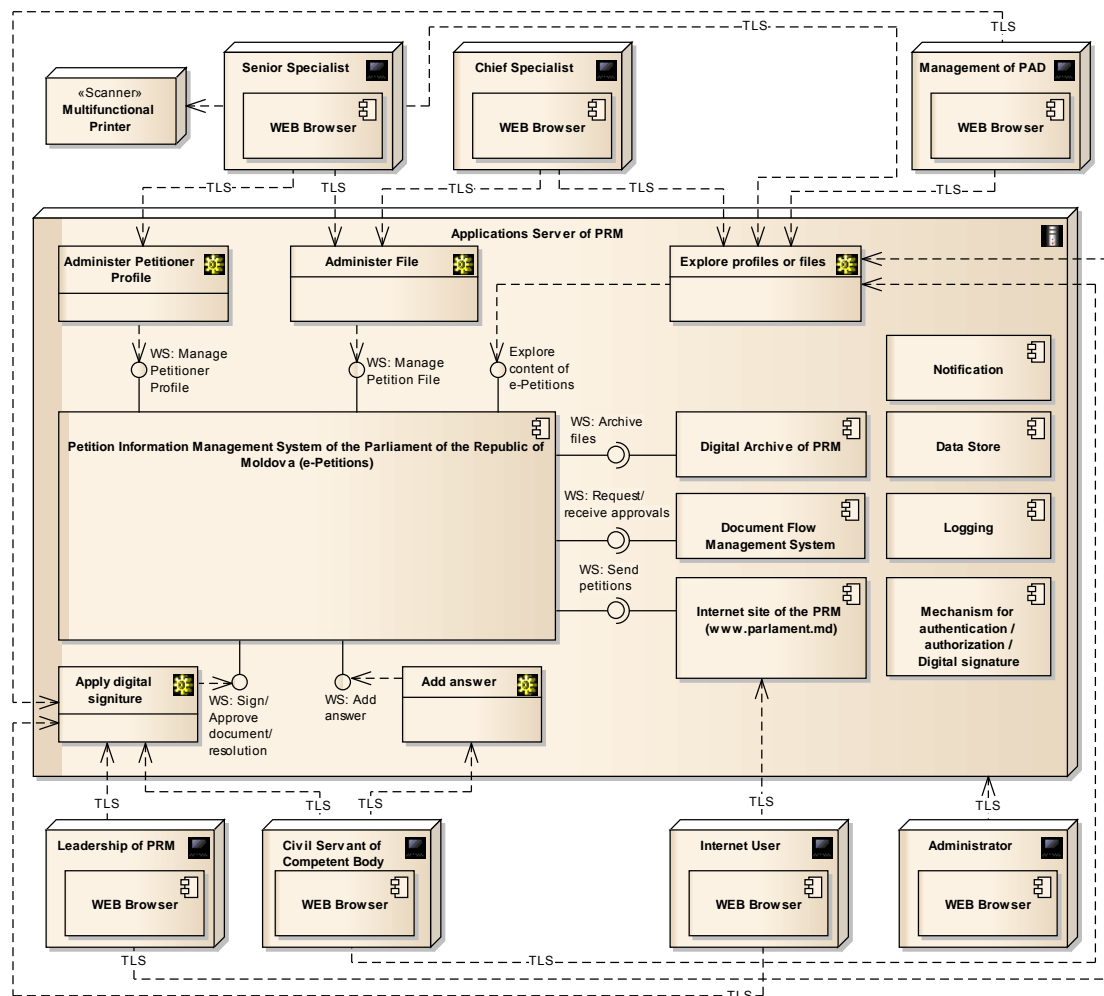 TLS
TLS
Senior Specialist
WEB Browser
Chief Specialist
WEB Browser
Management of PAD
WEB Browser
«Scanner»
Multifunctional
Printer
TLS
TLS
TLS
TLS
TLS
Applications Server of PRM
Administer Petitioner
Profile
Administer File
Explore profiles or files
WS: Manage
Petitioner
Profile
WS: Manage
Petition File
Explore
content of
e-Petitions
Notification
Petition Information Management System of the Parliament of the Republic of
Moldova (e-Petitions)
WS: Archive
files
Digital Archive of PRM
Data Store
WS: Request/
receive approvals
Document Flow
Management System
Logging
WS: Send
petitions
Internet site of the PRM
(www.parlament.md)
Mechanism for
authentication /
authorization /
Digital signature
Apply digital
signiture
WS: Sign/
Approve
document/
resolution
WS: Add
answer
Add answer
TLS
TLS
TLS
TLS
TLS
Leadership of PRM
WEB Browser
Civil Servant of
Competent Body
WEB Browser
Internet User
WEB Browser
Administrator
WEB Browser
TLS
TLS
TLS